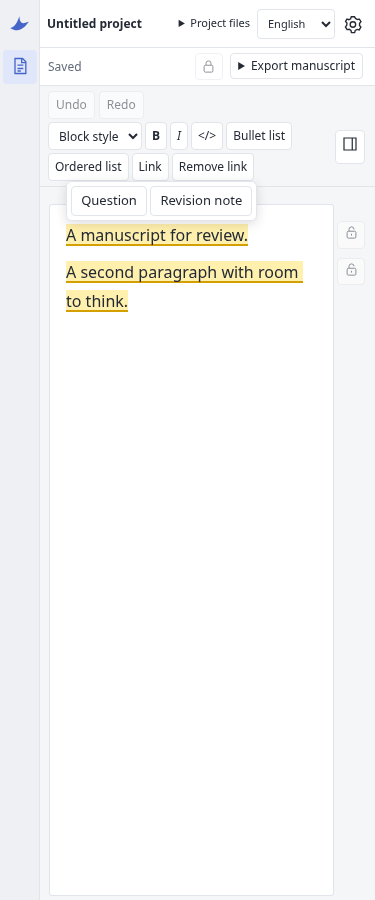 Untitled project
Project files
English
Saved
Export manuscript
Undo
Redo
Block style
B
I
</>
Bullet list
Ordered list
Link
Remove link
Question
Revision note
A manuscript for review.
A second paragraph with room
to think.